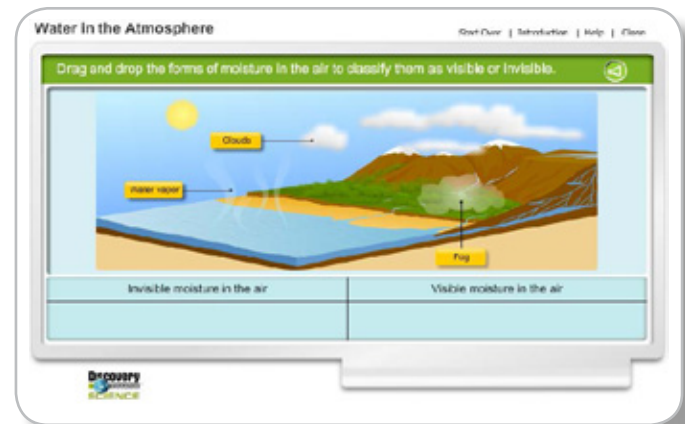 Water in the Atmosphere
Start Over | Introduction | Help | Close
Drag and drop the forms of moisture in the air to classify them as visible or invisible.
Clouds
Water vapor
Fog
Invisible moisture in the air
Visible moisture in the air
Discovery
SCIENCE